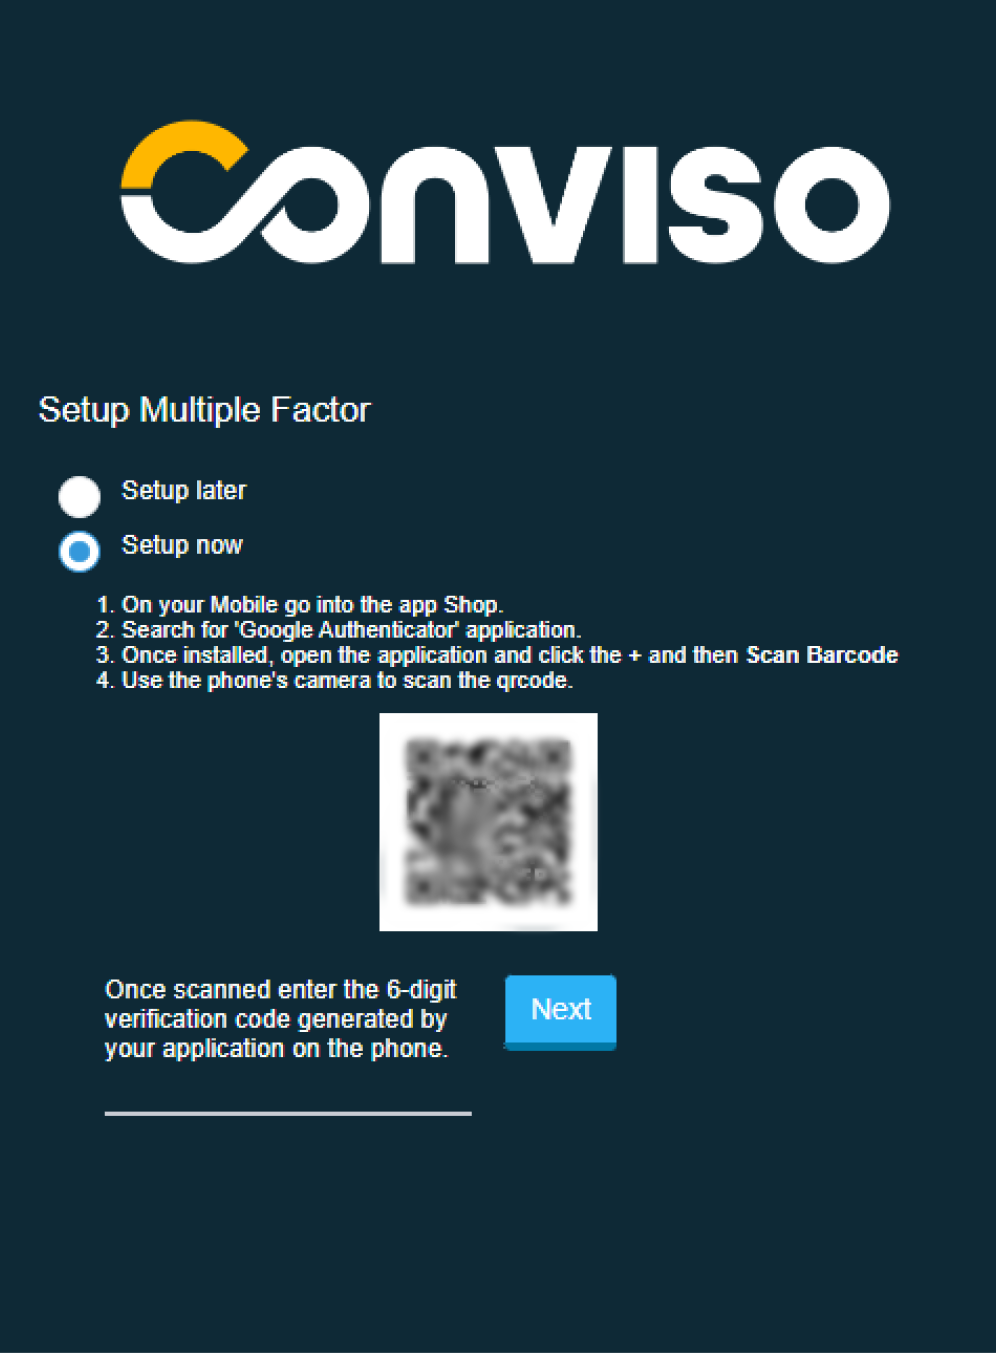 CONVISO
Setup Multiple Factor
Setup later
Setup now
1. On your Mobile go into the app Shop.
2. Search for 'Google Authenticator' application.
3. Once installed, open the application and click the + and then Scan Barcode
4. Use the phone's camera to scan the qrcode.
Once scanned enter the 6-digit
verification code generated by
your application on the phone.
Next